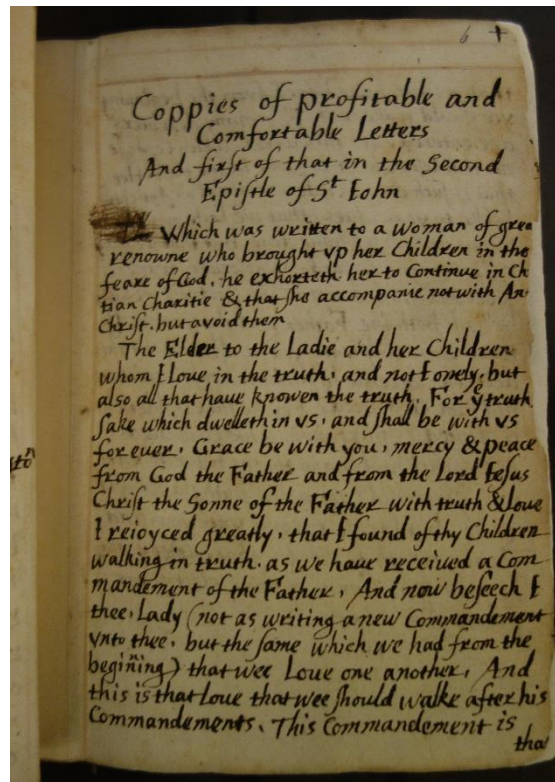 6 +
Coppies of profitable and
Comfortable Letters
And first of that in the Second
Epistle of St Iohn
Which was written to a woman of grea
renowne who brought vp her Children in the
feare of God. he exhorteth her to Continue in Ch
tian Charitie & that she accompanie not with An
Christ. but avoid them
The Elder to the Ladie and her Children
whom I Loue in the truth, and not I onely, but
also all that haue knowen the truth. For ye truth
sake which dwelleth in vs, and shall be with vs
for euer, Grace be with you, mercy & peace
from God the Father and from the Lord Iesus
Christ the Sonne of the Father with truth & Loue
I reioyced greatly, that I found of thy Children
walking in truth. as we haue received a Com
mandement of the Father, And now beseech I
thee, Lady (not as writing a new Commandement
vnto thee, but the same which we had from the
begiñing) that wee Loue one another, And
this is that loue that wee should walke after his
Commandements. This Commandement is
tha